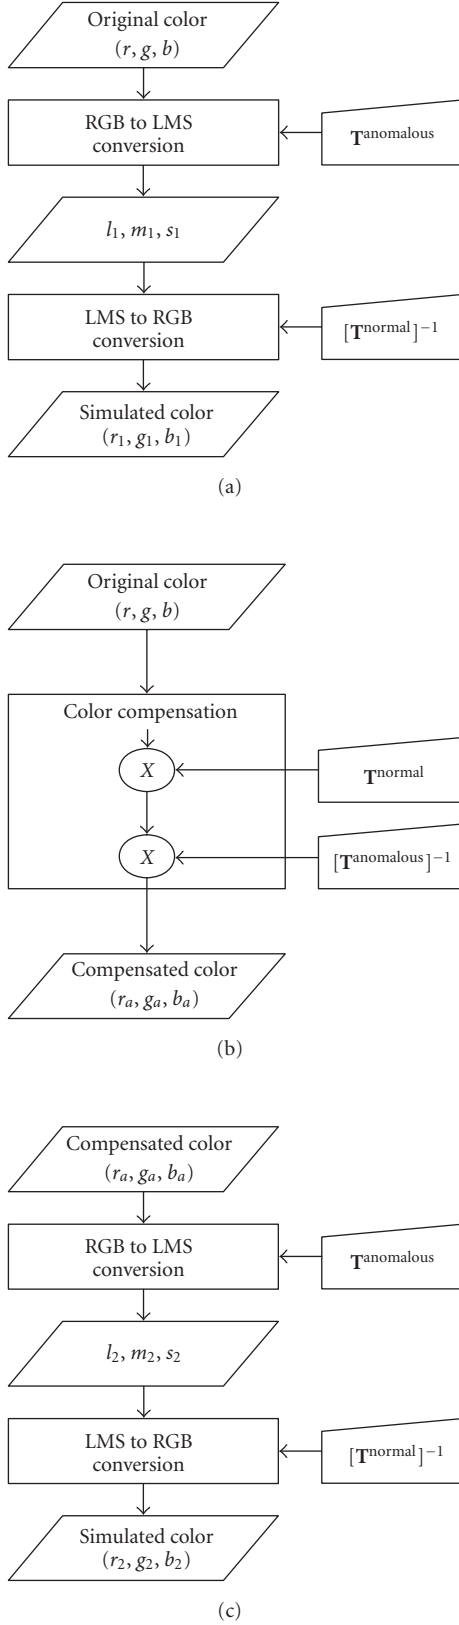 Original color
(r, g, b)
RGB to LMS
conversion
T^anomalous
l₁, m₁, s₁
LMS to RGB
conversion
[T^normal]⁻¹
Simulated color
(r₁, g₁, b₁)
(a)
Original color
(r, g, b)
Color compensation
X
T^normal
X
[T^anomalous]⁻¹
Compensated color
(rₐ, gₐ, bₐ)
(b)
Compensated color
(rₐ, gₐ, bₐ)
RGB to LMS
conversion
T^anomalous
l₂, m₂, s₂
LMS to RGB
conversion
[T^normal]⁻¹
Simulated color
(r₂, g₂, b₂)
(c)